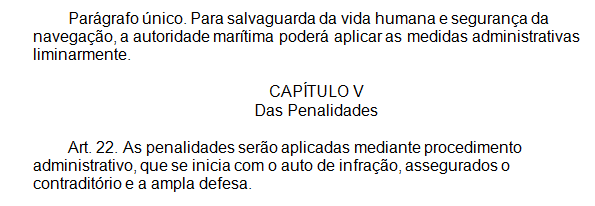 Parágrafo único. Para salvaguarda da vida humana e segurança da
navegação, a autoridade marítima poderá aplicar as medidas administrativas
liminarmente.
CAPÍTULO V
Das Penalidades
Art. 22. As penalidades serão aplicadas mediante procedimento
administrativo, que se inicia com o auto de infração, assegurados o
contraditório e a ampla defesa.